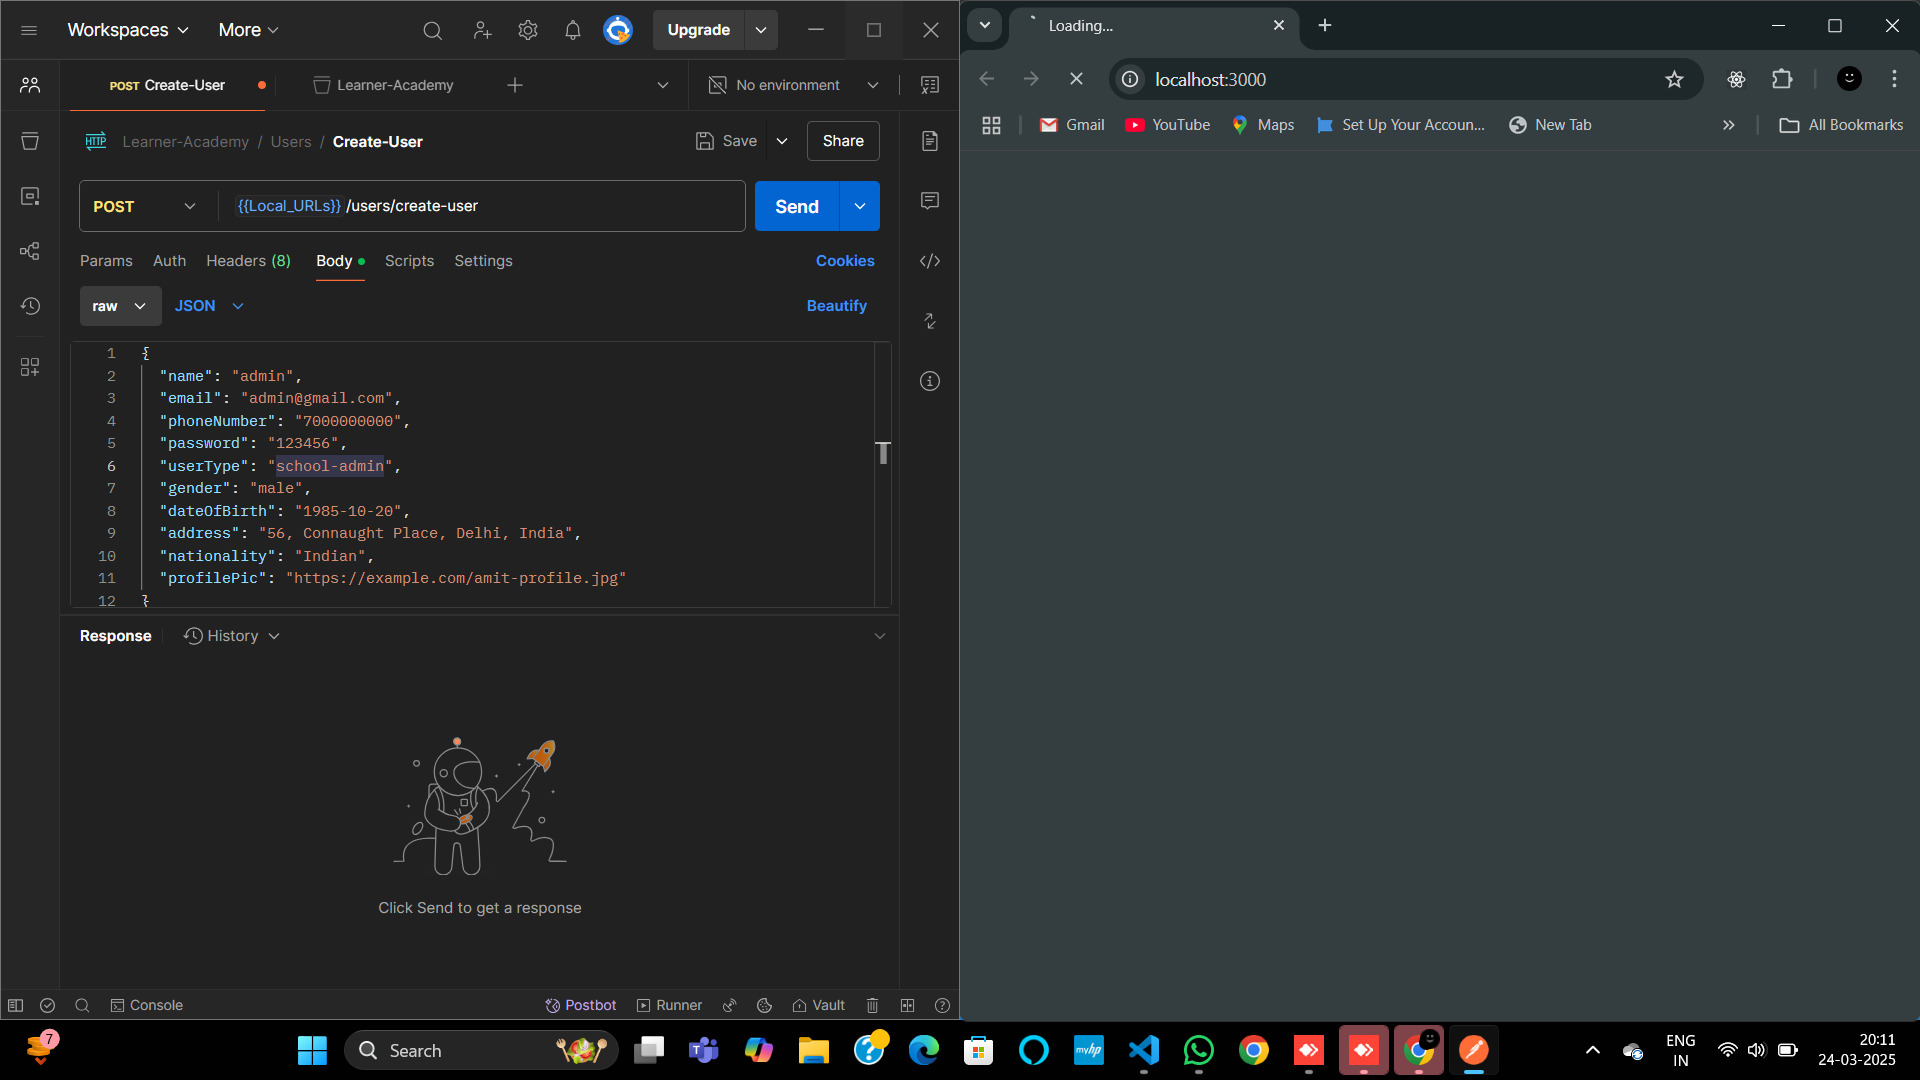 Workspaces More Upgrade
POST Create-User Learner-Academy No environment
HTTP Learner-Academy / Users / Create-User Save Share
POST {{Local_URLs}} /users/create-user Send
Params Auth Headers (8) Body Scripts Settings Cookies
raw JSON Beautify
1 {
2 "name": "admin",
3 "email": "admin@gmail.com",
4 "phoneNumber": "7000000000",
5 "password": "123456",
6 "userType": "school-admin",
7 "gender": "male",
8 "dateOfBirth": "1985-10-20",
9 "address": "56, Connaught Place, Delhi, India",
10 "nationality": "Indian",
11 "profilePic": "https://example.com/amit-profile.jpg"
12 }
Response History
Click Send to get a response
Console Postbot Runner Vault
Loading...
localhost:3000
Gmail YouTube Maps Set Up Your Accoun... New Tab All Bookmarks
7 Search myhp ENG IN 20:11 24-03-2025